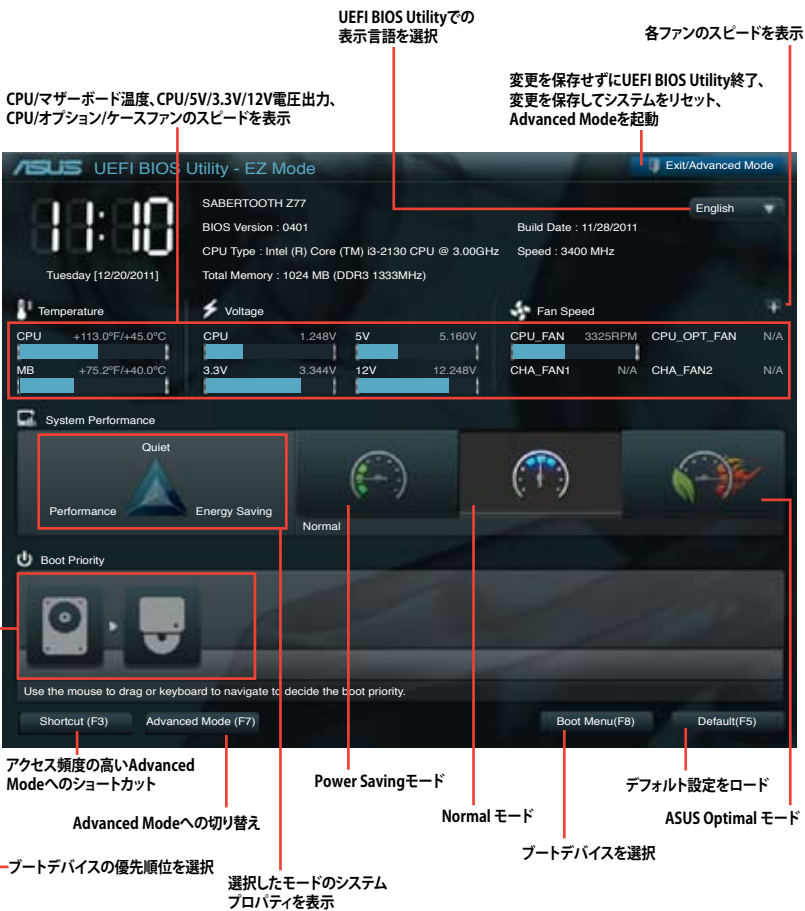 UEFI BIOS Utilityでの
表示言語を選択
各ファンのスピードを表示
変更を保存せずにUEFI BIOS Utility終了、
変更を保存してシステムをリセット、
Advanced Modeを起動
CPU/マザーボード温度、CPU/5V/3.3V/12V電圧出力、
CPU/オプション/ケースファンのスピードを表示
ASUS UEFI BIOS Utility - EZ Mode
Exit/Advanced Mode
11:10
Tuesday [12/20/2011]
SABERTOOTH Z77
English
BIOS Version : 0401
Build Date : 11/28/2011
CPU Type : Intel (R) Core (TM) i3-2130 CPU @ 3.00GHz
Speed : 3400 MHz
Total Memory : 1024 MB (DDR3 1333MHz)
Temperature
Voltage
Fan Speed
CPU +113.0ºF/+45.0ºC
CPU 1.248V
5V 5.160V
CPU_FAN 3325RPM
CPU_OPT_FAN N/A
MB +75.2ºF/+40.0ºC
3.3V 3.344V
12V 12.248V
CHA_FAN1 N/A
CHA_FAN2 N/A
System Performance
Quiet
Performance
Energy Saving
Normal
Boot Priority
Use the mouse to drag or keyboard to navigate to decide the boot priority.
Shortcut (F3)
Advanced Mode (F7)
Boot Menu(F8)
Default(F5)
アクセス頻度の高いAdvanced
Modeへのショートカット
Power Savingモード
デフォルト設定をロード
Advanced Modeへの切り替え
Normal モード
ASUS Optimal モード
ブートデバイスを選択
ブートデバイスの優先順位を選択
選択したモードのシステム
プロパティを表示